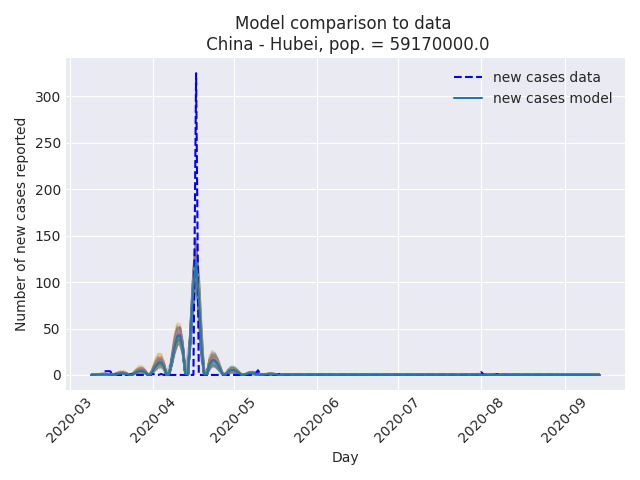 Model comparison to data
China - Hubei, pop. = 59170000.0
new cases data
new cases model
Number of new cases reported
300
250
200
150
100
50
0
2020-03
2020-04
2020-05
2020-06
2020-07
2020-08
2020-09
Day